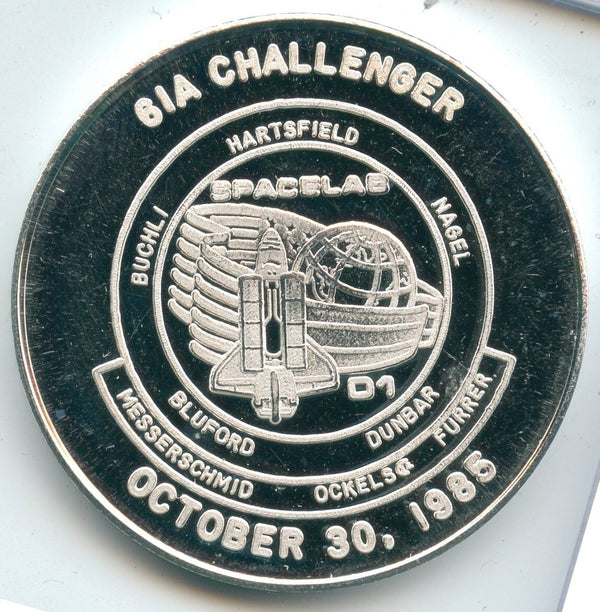 61A CHALLENGER
HARTSFIELD
BUCHLI
NAGEL
SPACELAB
D1
BLUFORD
DUNBAR
MESSERSCHMID
OCKELS
FURRER
OCTOBER 30, 1985